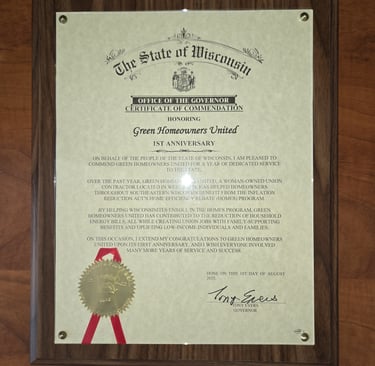 The State of Wisconsin
OFFICE OF THE GOVERNOR
CERTIFICATE OF COMMENDATION
HONORING
Green Homeowners United
1ST ANNIVERSARY
ON BEHALF OF THE PEOPLE OF THE STATE OF WISCONSIN, I AM PLEASED TO
COMMEND GREEN HOMEOWNERS UNITED FOR A YEAR OF DEDICATED SERVICE
TO THE STATE.
OVER THE PAST YEAR, GREEN HOMEOWNERS UNITED, A WOMAN-OWNED UNION
CONTRACTOR LOCATED IN WEST ALLIS, HAS HELPED HOMEOWNERS
THROUGHOUT SOUTHEASTERN WISCONSIN BENEFIT FROM THE INFLATION
REDUCTION ACT'S HOME EFFICIENCY REBATE (HOMES) PROGRAM.
BY HELPING WISCONSINITES ENROLL IN THE HOMES PROGRAM, GREEN
HOMEOWNERS UNITED HAS CONTRIBUTED TO THE REDUCTION OF HOUSEHOLD
ENERGY BILLS, ALL WHILE CREATING UNION JOBS WITH FAMILY-SUPPORTING
BENEFITS AND UPLIFTING LOW-INCOME INDIVIDUALS AND FAMILIES.
ON THIS OCCASION, I EXTEND MY CONGRATULATIONS TO GREEN HOMEOWNERS
UNITED UPON ITS FIRST ANNIVERSARY, AND WISH EVERYONE INVOLVED
MANY MORE YEARS OF SERVICE AND SUCCESS
DONE ON THIS 1ST DAY OF AUGUST
Tony Evers
TONY EVERS
GOVERNOR